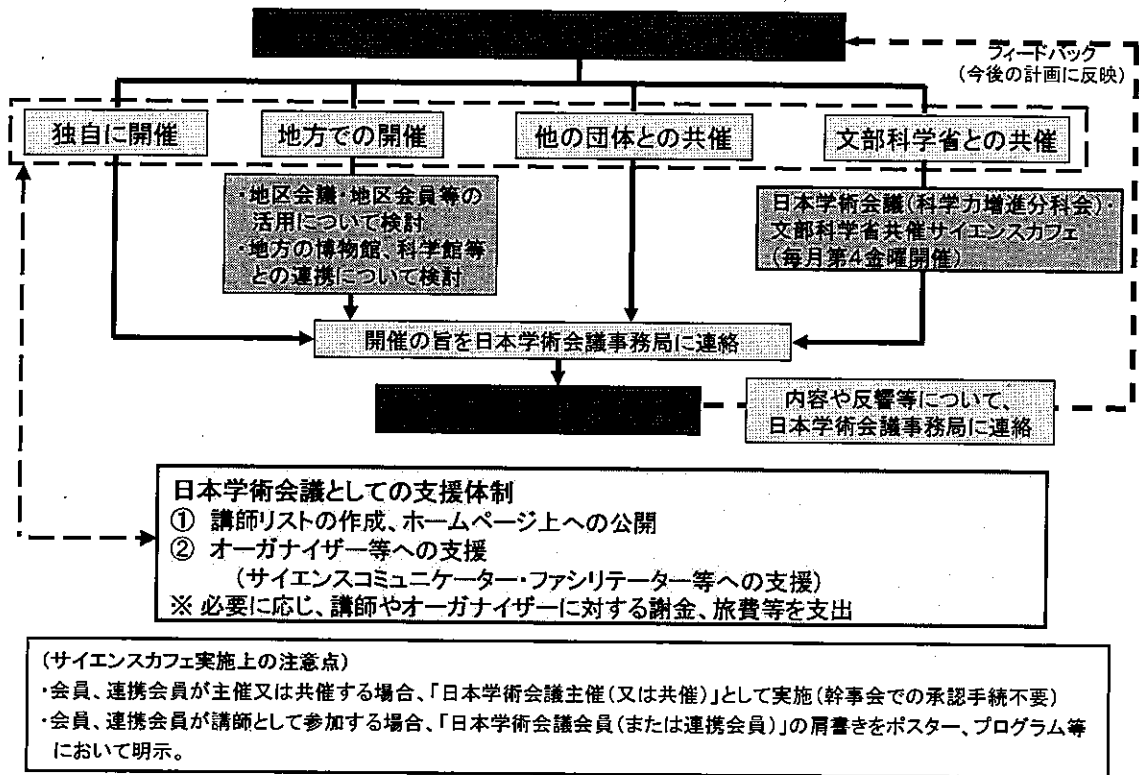 フィードバック
(今後の計画に反映)
独自に開催
地方での開催
他の団体との共催
文部科学省との共催
・地区会議・地区会員等の
活用について検討
・地方の博物館、科学館等
との連携について検討
日本学術会議(科学力増進分科会)・
文部科学省共催サイエンスカフェ
(毎月第4金曜開催)
開催の旨を日本学術会議事務局に連絡
内容や反響等について、
日本学術会議事務局に連絡
日本学術会議としての支援体制
① 講師リストの作成、ホームページ上への公開
② オーガナイザー等への支援
(サイエンスコミュニケーター・ファシリテーター等への支援)
※ 必要に応じ、講師やオーガナイザーに対する謝金、旅費等を支出
(サイエンスカフェ実施上の注意点)
・会員、連携会員が主催又は共催する場合、「日本学術会議主催(又は共催)」として実施(幹事会での承認手続不要)
・会員、連携会員が講師として参加する場合、「日本学術会議会員(または連携会員)」の肩書きをポスター、プログラム等
において明示。